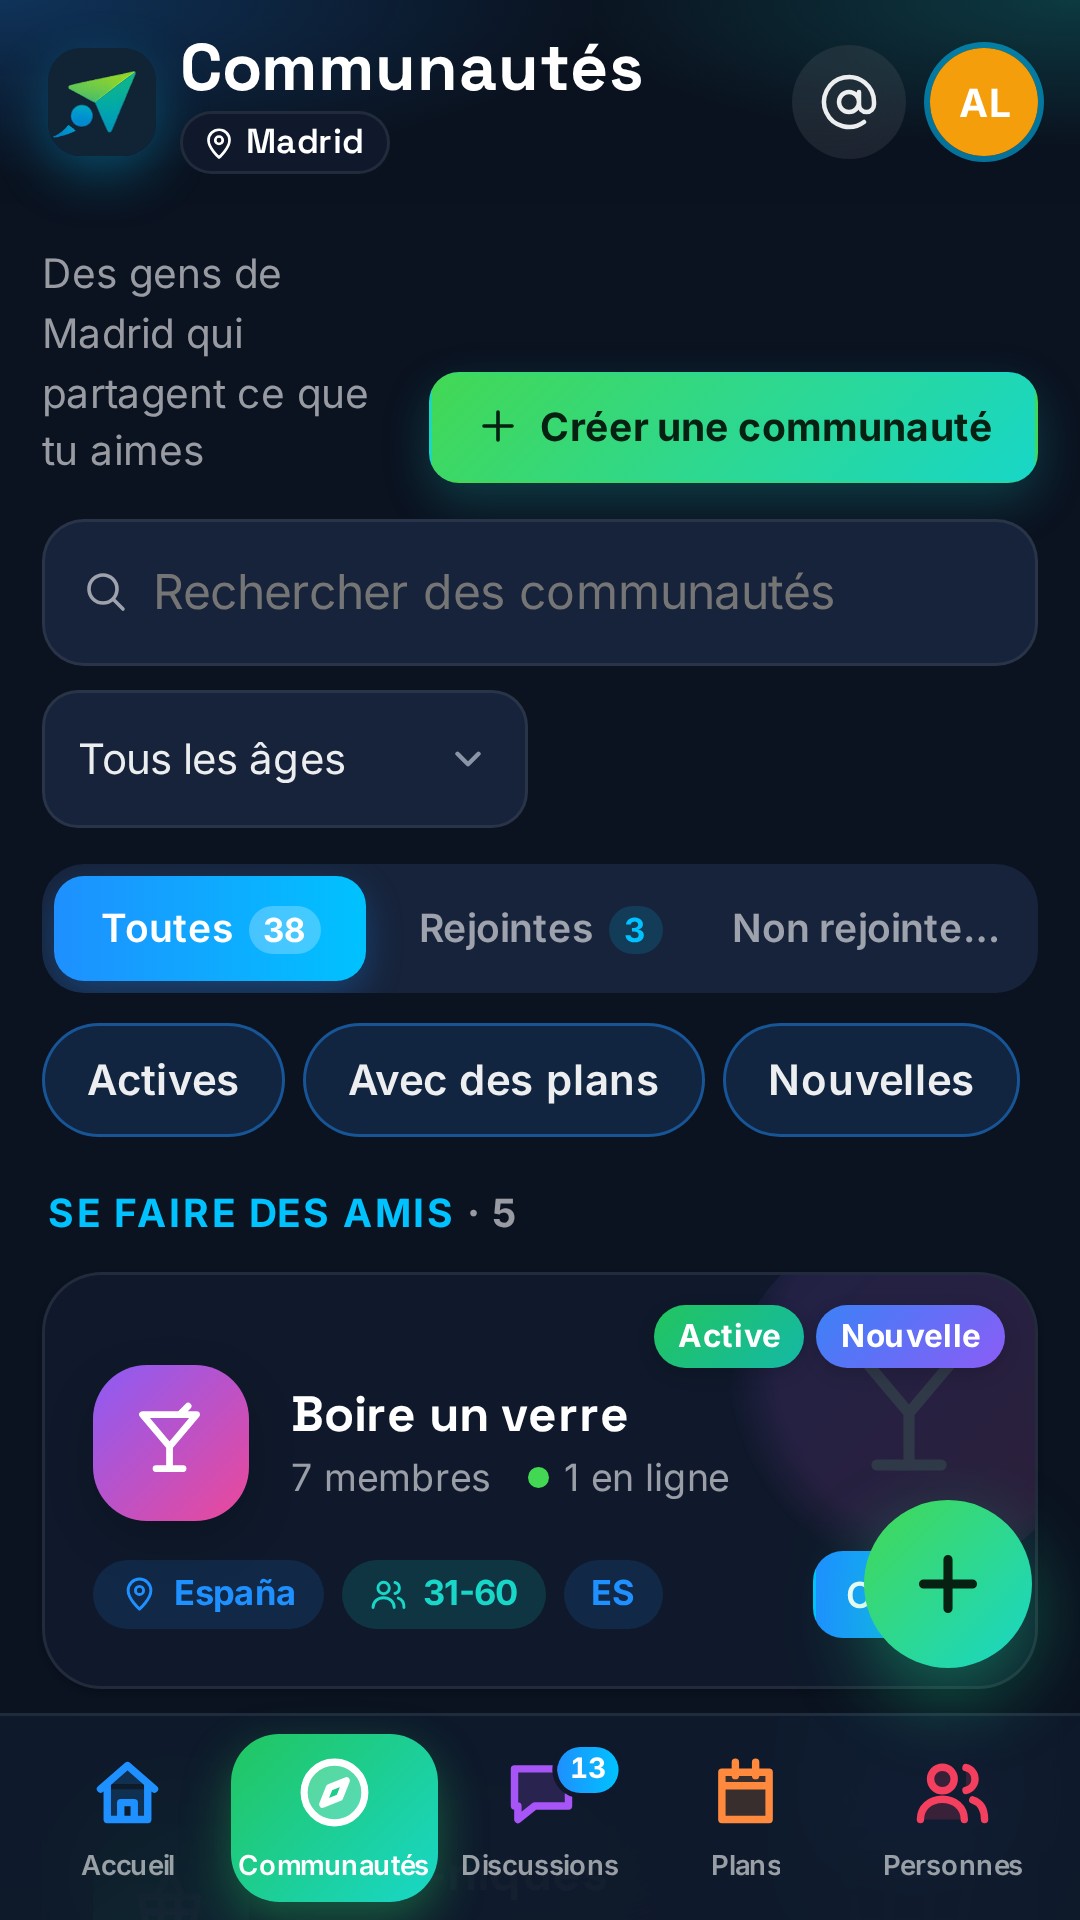 Communautés
Madrid
AL
Des gens de
Madrid qui
partagent ce que
tu aimes
Créer une communauté
Rechercher des communautés
Tous les âges
Toutes 38
Rejointes 3
Non rejointe...
Actives
Avec des plans
Nouvelles
SE FAIRE DES AMIS · 5
Active
Nouvelle
Boire un verre
7 membres
1 en ligne
España
31-60
ES
13
Accueil
Communautés
Discussions
Plans
Personnes